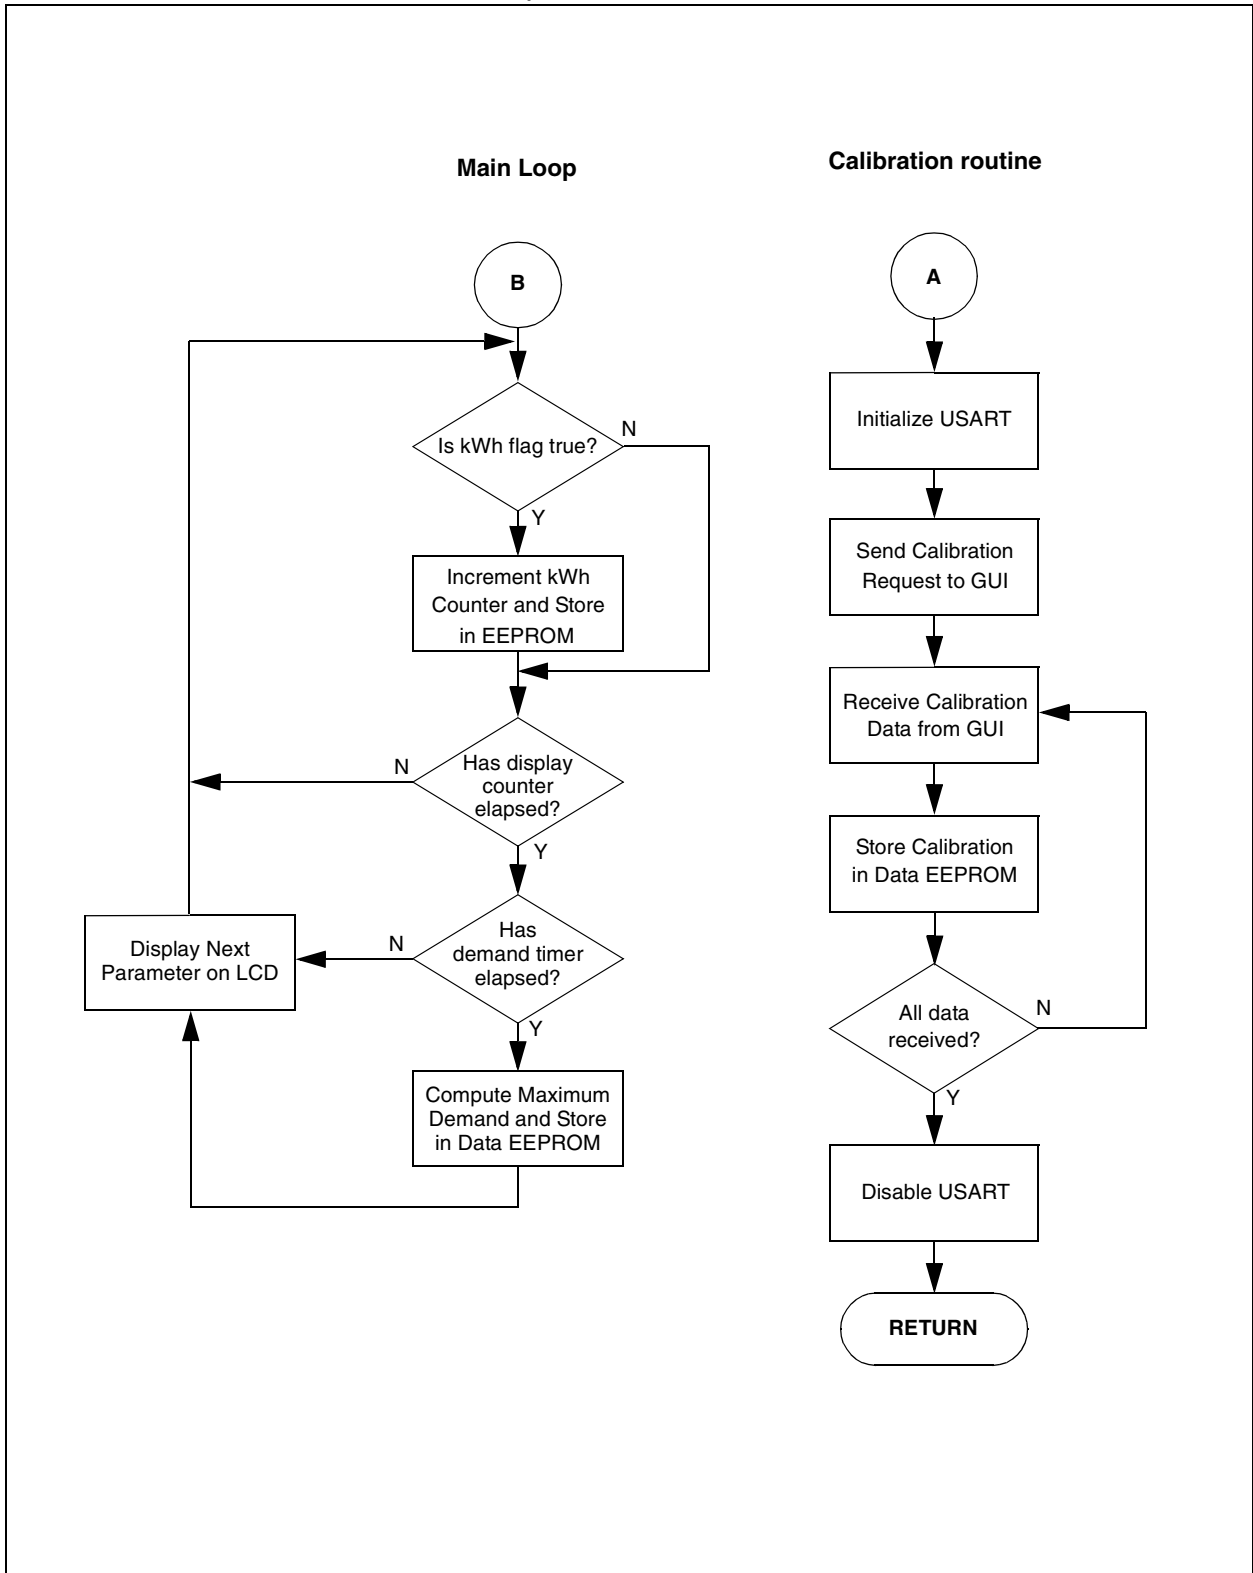 Main Loop
B
Is kWh flag true?
N
Y
Increment kWh
Counter and Store
in EEPROM
Has display
counter
elapsed?
N
Y
Has
demand timer
elapsed?
N
Y
Display Next
Parameter on LCD
Compute Maximum
Demand and Store
in Data EEPROM
Calibration routine
A
Initialize USART
Send Calibration
Request to GUI
Receive Calibration
Data from GUI
Store Calibration
in Data EEPROM
All data
received?
N
Y
Disable USART
RETURN